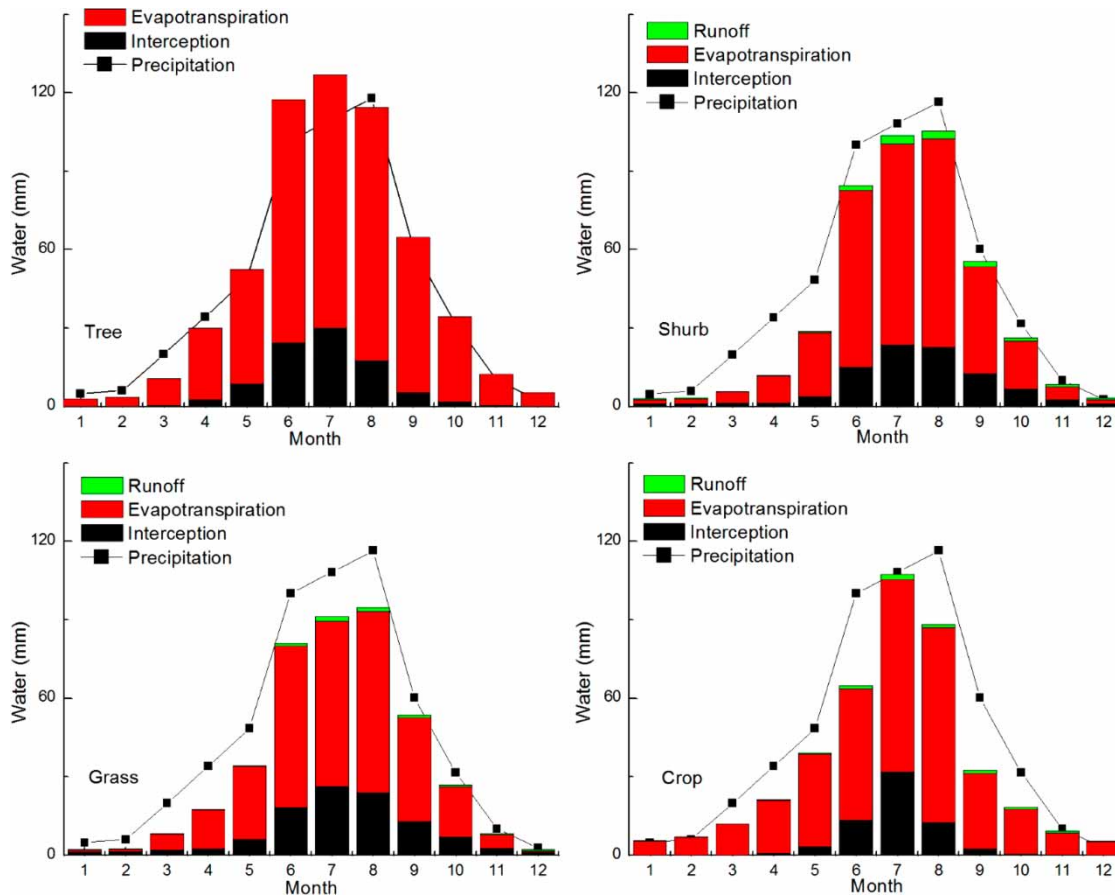 Evapotranspiration
Interception
Precipitation
120
60
0
Water (mm)
Tree
1 2 3 4 5 6 7 8 9 10 11 12
Month
Runoff
Evapotranspiration
Interception
Precipitation
120
60
0
Water (mm)
Shurb
1 2 3 4 5 6 7 8 9 10 11 12
Month
Runoff
Evapotranspiration
Interception
Precipitation
120
60
0
Water (mm)
Grass
1 2 3 4 5 6 7 8 9 10 11 12
Month
Runoff
Evapotranspiration
Interception
Precipitation
120
60
0
Water (mm)
Crop
1 2 3 4 5 6 7 8 9 10 11 12
Month